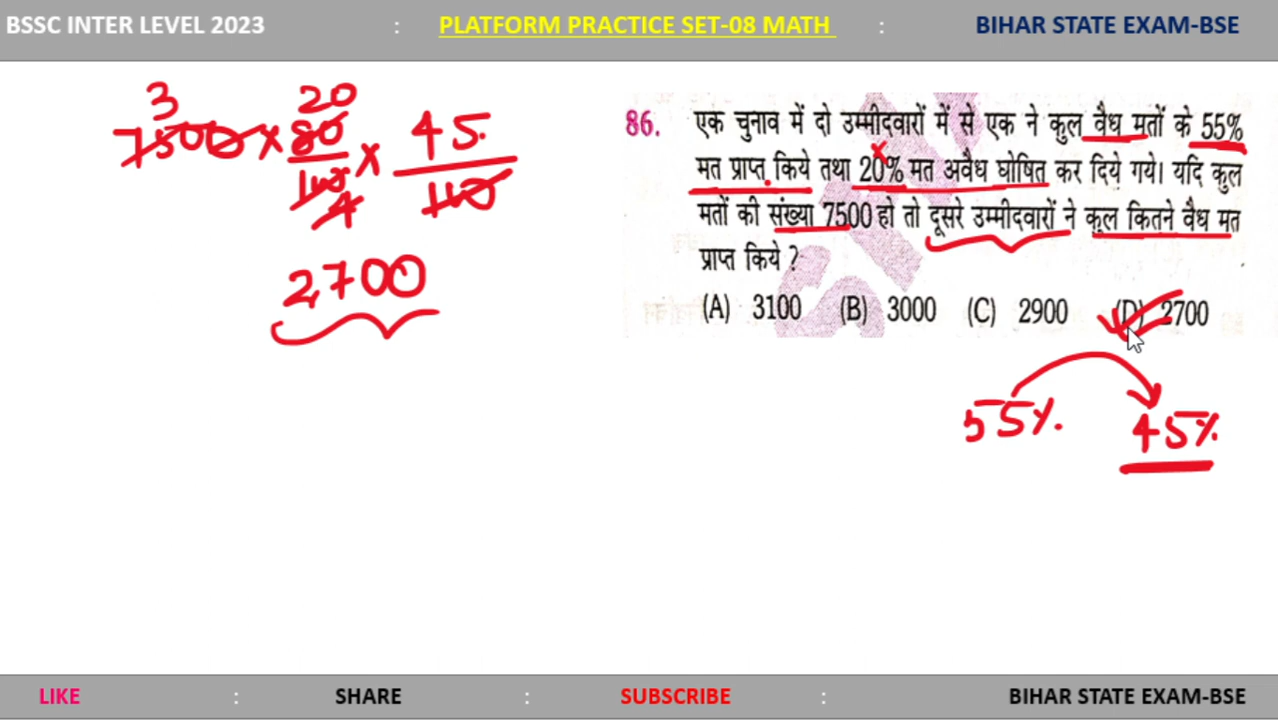 BSSC INTER LEVEL 2023 : PLATFORM PRACTICE SET-08 MATH : BIHAR STATE EXAM-BSE
3 20
7500 × 80/100 × 45/100
4
2700
86. एक चुनाव में दो उम्मीदवारों में से एक ने कुल वैध मतों के 55%
मत प्राप्त किये तथा 20% मत अवैध घोषित कर दिये गये। यदि कुल
मतों की संख्या 7500 हो तो दूसरे उम्मीदवारों ने कुल कितने वैध मत
प्राप्त किये ?
(A) 3100 (B) 3000 (C) 2900 (D) 2700
55% 45%
LIKE : SHARE : SUBSCRIBE : BIHAR STATE EXAM-BSE